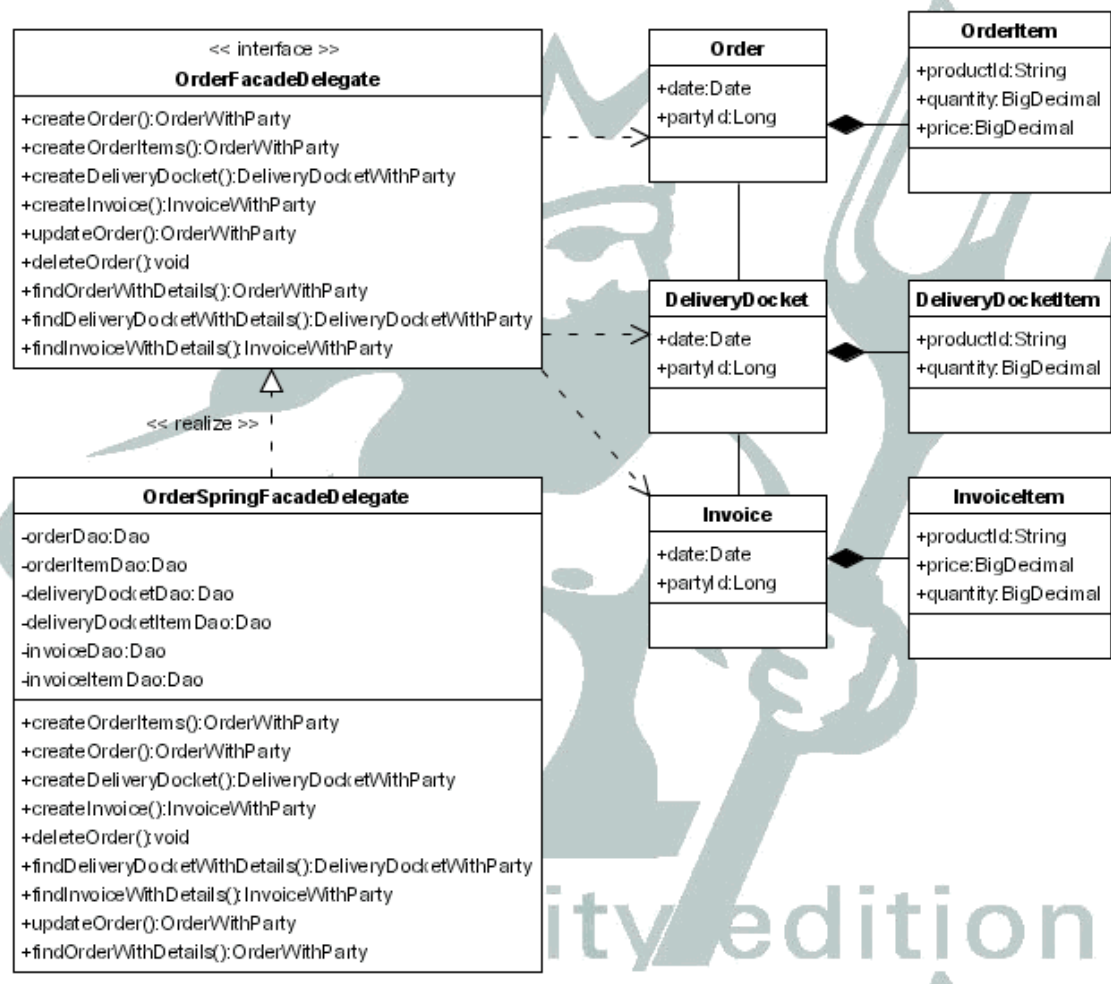 << interface >>
OrderFacadeDelegate
+createOrder():OrderWithParty
+createOrderItems():OrderWithParty
+createDeliveryDocket():DeliveryDocketWithParty
+createInvoice():InvoiceWithParty
+updateOrder():OrderWithParty
+deleteOrder():void
+findOrderWithDetails():OrderWithParty
+findDeliveryDocketWithDetails():DeliveryDocketWithParty
+findInvoiceWithDetails():InvoiceWithParty
<< realize >>
OrderSpringFacadeDelegate
-orderDao:Dao
-orderItemDao:Dao
-deliveryDocketDao:Dao
-deliveryDocketItemDao:Dao
-invoiceDao:Dao
-invoiceItemDao:Dao
+createOrderItems():OrderWithParty
+createOrder():OrderWithParty
+createDeliveryDocket():DeliveryDocketWithParty
+createInvoice():InvoiceWithParty
+deleteOrder():void
+findDeliveryDocketWithDetails():DeliveryDocketWithParty
+findInvoiceWithDetails():InvoiceWithParty
+updateOrder():OrderWithParty
+findOrderWithDetails():OrderWithParty
Order
+date:Date
+partyId:Long
OrderItem
+productId:String
+quantity:BigDecimal
+price:BigDecimal
DeliveryDocket
+date:Date
+partyId:Long
DeliveryDocketItem
+productId:String
+quantity:BigDecimal
Invoice
+date:Date
+partyId:Long
InvoiceItem
+productId:String
+price:BigDecimal
+quantity:BigDecimal
ity edition